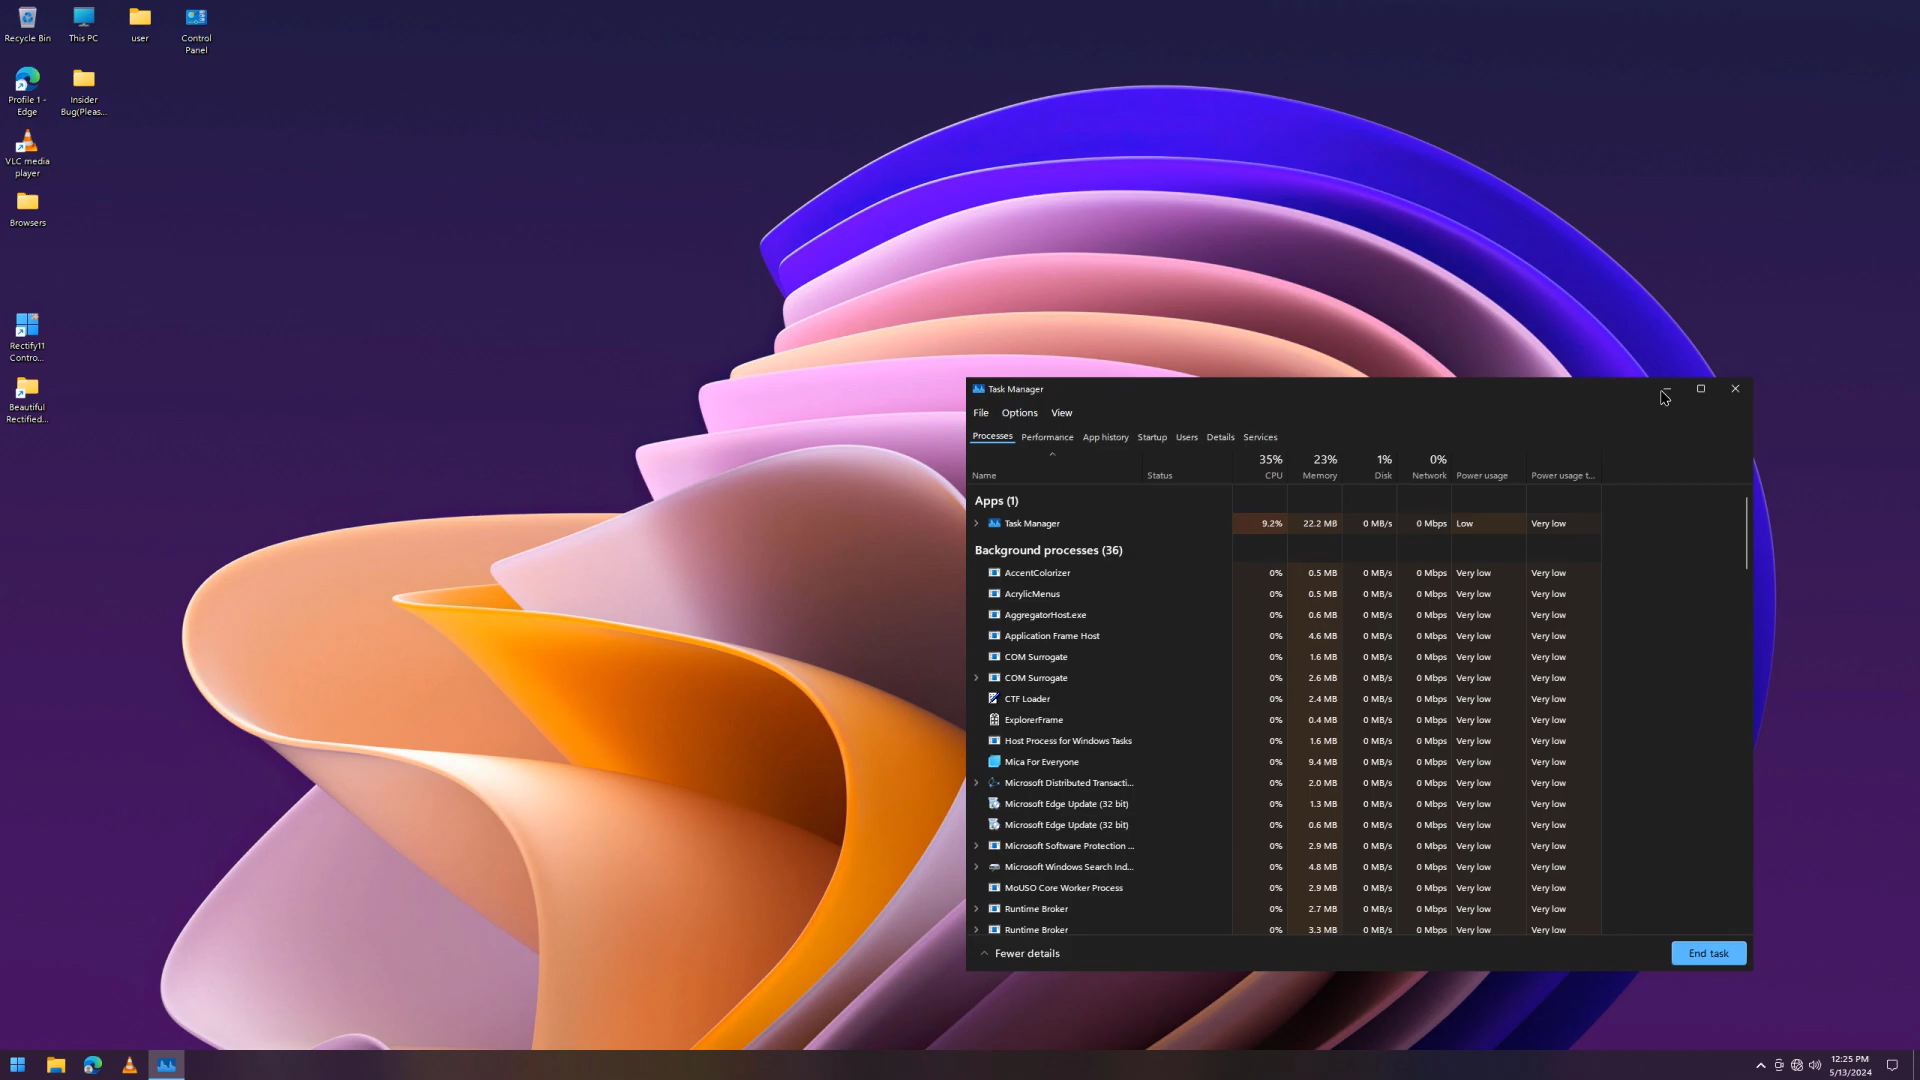 Recycle Bin
This PC
user
Control
Panel
Profile 1 -
Edge
Insider
Bug(Pleas...
VLC media
player
Browsers
Rectify11
Contro...
Beautiful
Rectified...
Task Manager
File Options View
Processes Performance App history Startup Users Details Services
35% 23% 1% 0%
Name Status CPU Memory Disk Network Power usage Power usage t...
Apps (1)
Task Manager 9.2% 22.2 MB 0 MB/s 0 Mbps Low Very low
Background processes (36)
AccentColorizer 0% 0.5 MB 0 MB/s 0 Mbps Very low Very low
AcrylicMenus 0% 0.5 MB 0 MB/s 0 Mbps Very low Very low
AggregatorHost.exe 0% 0.6 MB 0 MB/s 0 Mbps Very low Very low
Application Frame Host 0% 4.6 MB 0 MB/s 0 Mbps Very low Very low
COM Surrogate 0% 1.6 MB 0 MB/s 0 Mbps Very low Very low
COM Surrogate 0% 2.6 MB 0 MB/s 0 Mbps Very low Very low
CTF Loader 0% 2.4 MB 0 MB/s 0 Mbps Very low Very low
ExplorerFrame 0% 0.4 MB 0 MB/s 0 Mbps Very low Very low
Host Process for Windows Tasks 0% 1.6 MB 0 MB/s 0 Mbps Very low Very low
Mica For Everyone 0% 9.4 MB 0 MB/s 0 Mbps Very low Very low
Microsoft Distributed Transacti... 0% 2.0 MB 0 MB/s 0 Mbps Very low Very low
Microsoft Edge Update (32 bit) 0% 1.3 MB 0 MB/s 0 Mbps Very low Very low
Microsoft Edge Update (32 bit) 0% 0.6 MB 0 MB/s 0 Mbps Very low Very low
Microsoft Software Protection ... 0% 2.9 MB 0 MB/s 0 Mbps Very low Very low
Microsoft Windows Search Ind... 0% 4.8 MB 0 MB/s 0 Mbps Very low Very low
MoUSO Core Worker Process 0% 2.9 MB 0 MB/s 0 Mbps Very low Very low
Runtime Broker 0% 2.7 MB 0 MB/s 0 Mbps Very low Very low
Runtime Broker 0% 3.3 MB 0 MB/s 0 Mbps Very low Very low
Fewer details End task
12:25 PM
5/13/2024